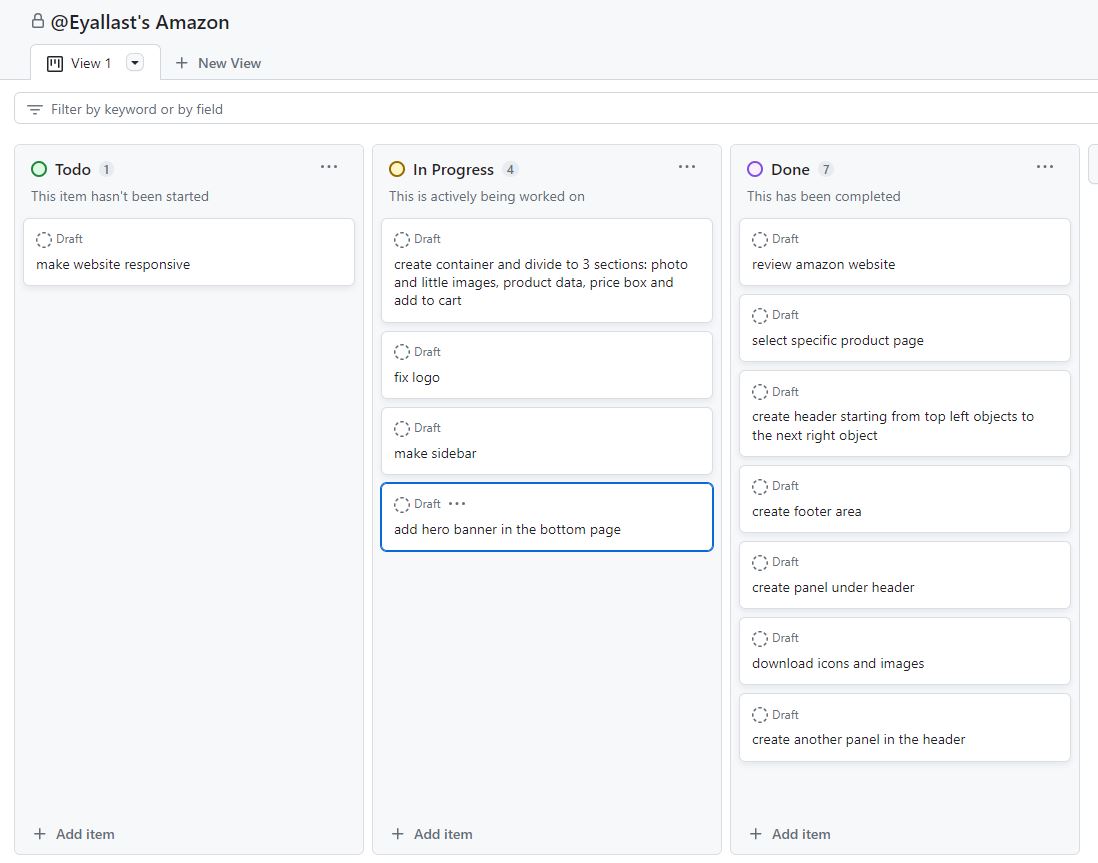 @Eyallast's Amazon
View 1
New View
Filter by keyword or by field
Todo 1
This item hasn't been started
Draft
make website responsive
Add item
In Progress 4
This is actively being worked on
Draft
create container and divide to 3 sections: photo
and little images, product data, price box and
add to cart
Draft
fix logo
Draft
make sidebar
Draft
add hero banner in the bottom page
Add item
Done 7
This has been completed
Draft
review amazon website
Draft
select specific product page
Draft
create header starting from top left objects to
the next right object
Draft
create footer area
Draft
create panel under header
Draft
download icons and images
Draft
create another panel in the header
Add item